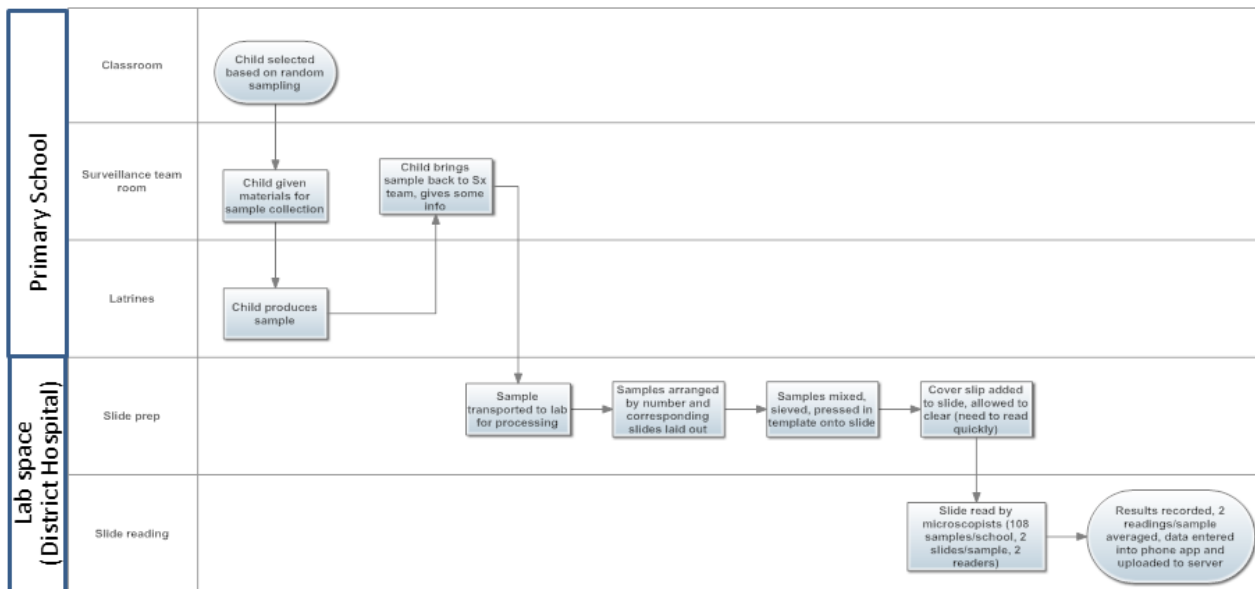 Primary School
Classroom
Child selected
based on random
sampling
Surveillance team
room
Child given
materials for
sample collection
Child brings
sample back to Sx
team, gives some
info
Latrines
Child produces
sample
Lab space
(District Hospital)
Slide prep
Sample
transported to lab
for processing
Samples arranged
by number and
corresponding
slides laid out
Samples mixed,
sieved, pressed in
template onto slide
Cover slip added
to slide, allowed to
clear (need to read
quickly)
Slide reading
Slide read by
microscopists (108
samples/school, 2
slides/sample, 2
readers)
Results recorded, 2
readings/sample
averaged, data entered
into phone app and
uploaded to server